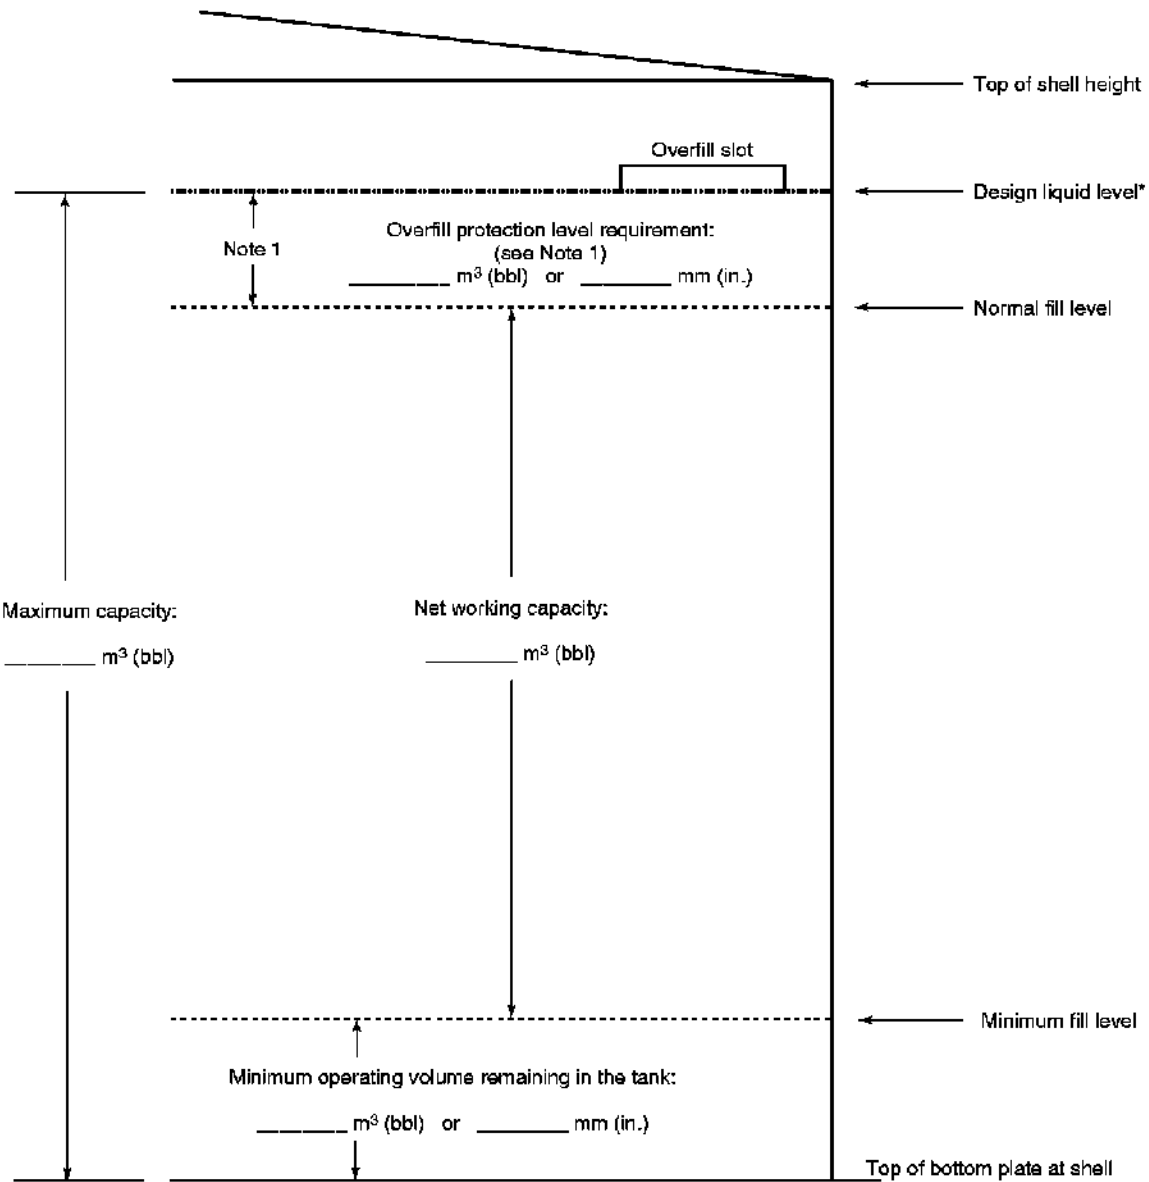 Top of shell height
Overfill slot
Design liquid level*
Note 1
Overfill protection level requirement:
(see Note 1)
_________ m³ (bbl) or ________ mm (in.)
Normal fill level
Maximum capacity:
________ m³ (bbl)
Net working capacity:
________ m³ (bbl)
Minimum fill level
Minimum operating volume remaining in the tank:
________ m³ (bbl) or ________ mm (in.)
Top of bottom plate at shell